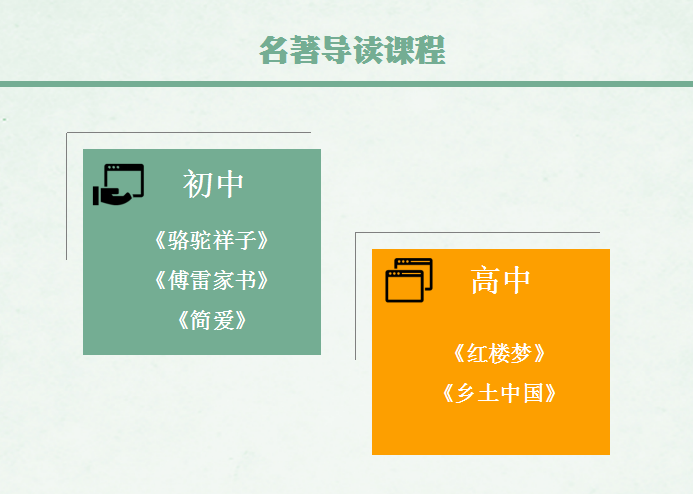 名著导读课程
初中
《骆驼祥子》
《傅雷家书》
《简爱》
高中
《红楼梦》
《乡土中国》